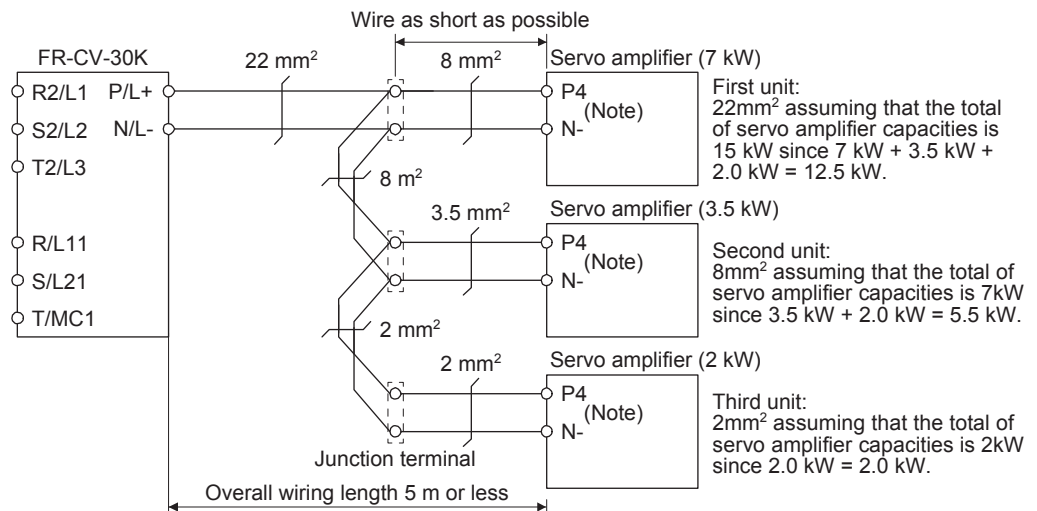 Wire as short as possible
FR-CV-30K
22 mm²
8 mm²
Servo amplifier (7 kW)
R2/L1 P/L+
S2/L2 N/L-
T2/L3
R/L11
S/L21
T/MC1
P4
(Note)
N-
First unit:
22mm² assuming that the total
of servo amplifier capacities is
15 kW since 7 kW + 3.5 kW +
2.0 kW = 12.5 kW.
8 m²
3.5 mm²
Servo amplifier (3.5 kW)
P4
(Note)
N-
Second unit:
8mm² assuming that the total of
servo amplifier capacities is 7kW
since 3.5 kW + 2.0 kW = 5.5 kW.
2 mm²
2 mm²
Servo amplifier (2 kW)
P4
(Note)
N-
Third unit:
2mm² assuming that the total of
servo amplifier capacities is 2kW
since 2.0 kW = 2.0 kW.
Junction terminal
Overall wiring length 5 m or less